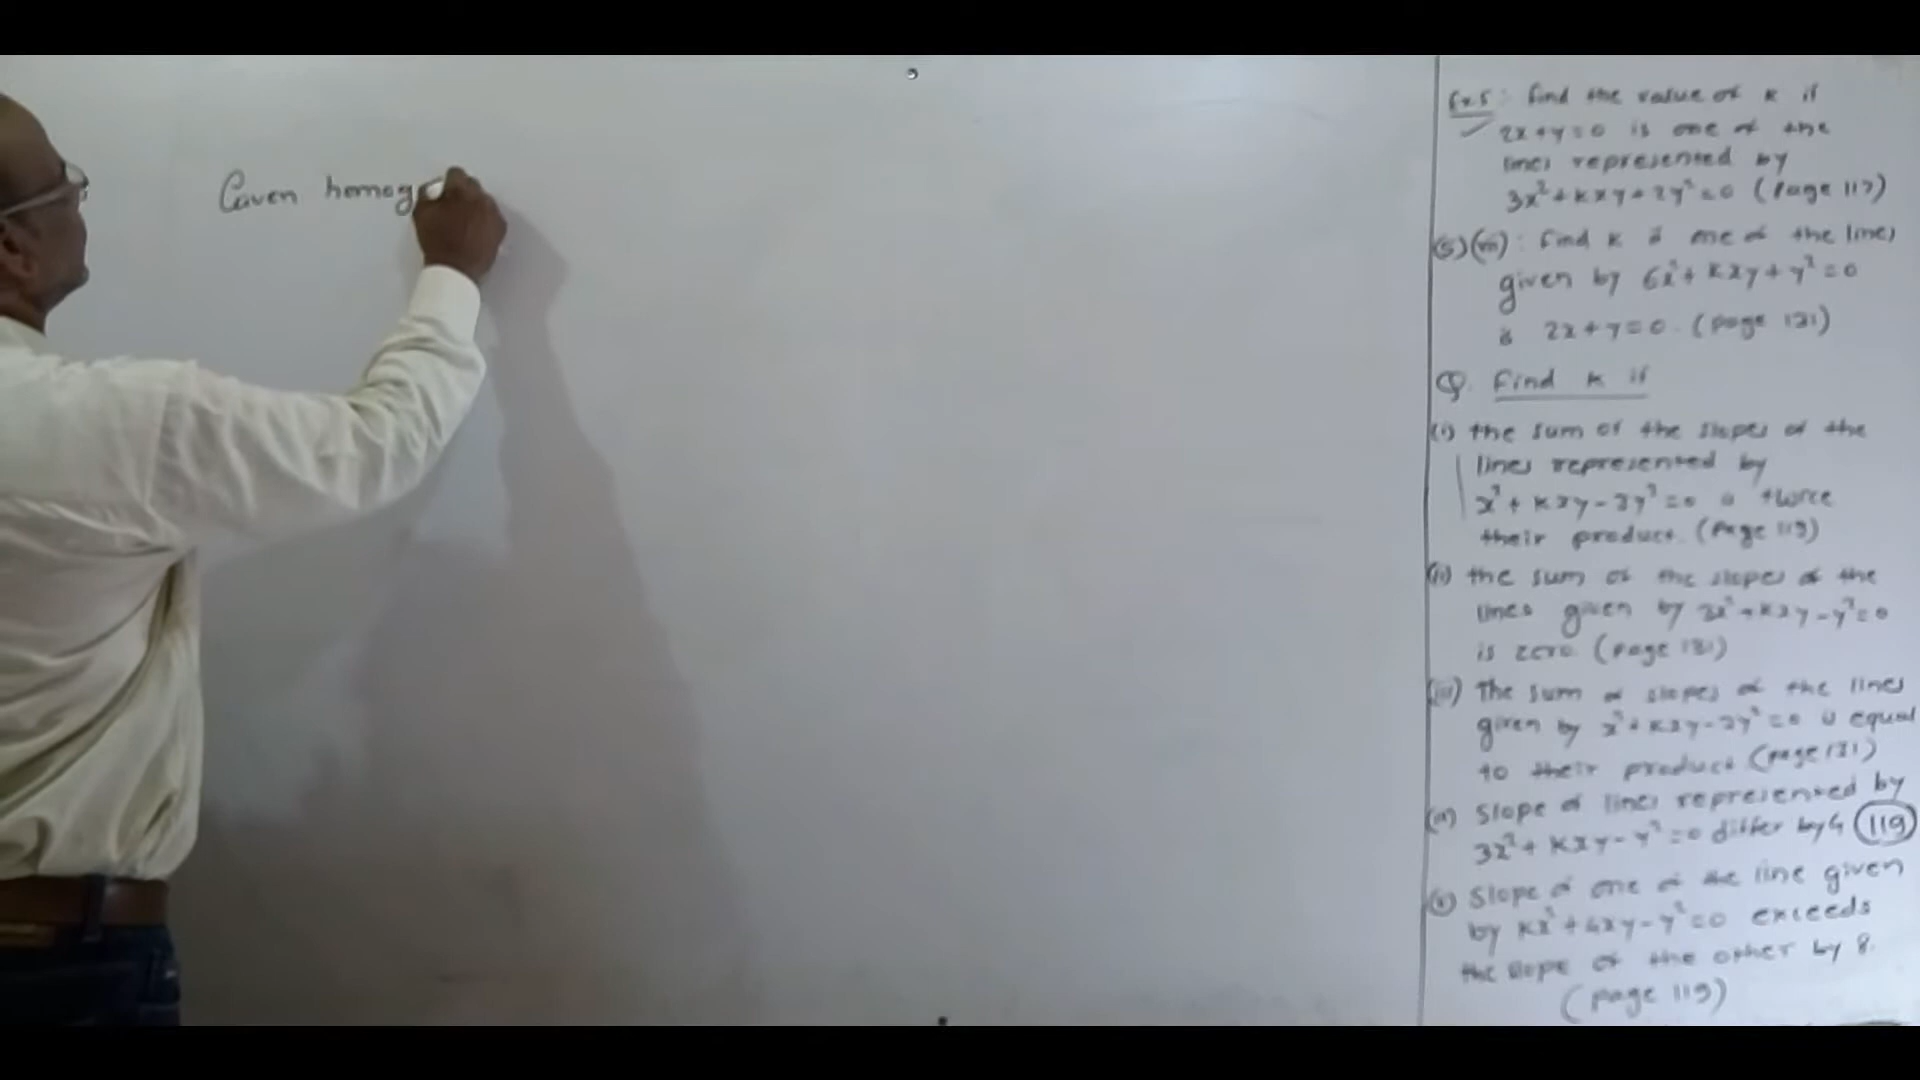 Given homog
Ex 5: find the value of k if
2x+y=0 is one of the
lines represented by
3x²+kxy+2y²=0 (Page 117)
(5)(iii): Find k if one of the lines
given by 6x²+kxy+y²=0
is 2x+y=0. (page 131)
Q. Find k if
(i) the sum of the slopes of the
lines represented by
x²+kxy-3y²=0 is twice
their product. (Page 119)
(ii) the sum of the slopes of the
lines given by 3x²+kxy-y²=0
is zero (page 131)
(iii) The sum of slopes of the lines
given by x²+kxy-3y²=0 is equal
to their product (page 131)
slope of lines represented by
3x²+kxy-y²=0 differ by 4 (119)
slope of one of the line given
by kx²+4xy-y²=0 exceeds
the slope of the other by 8.
(page 119)